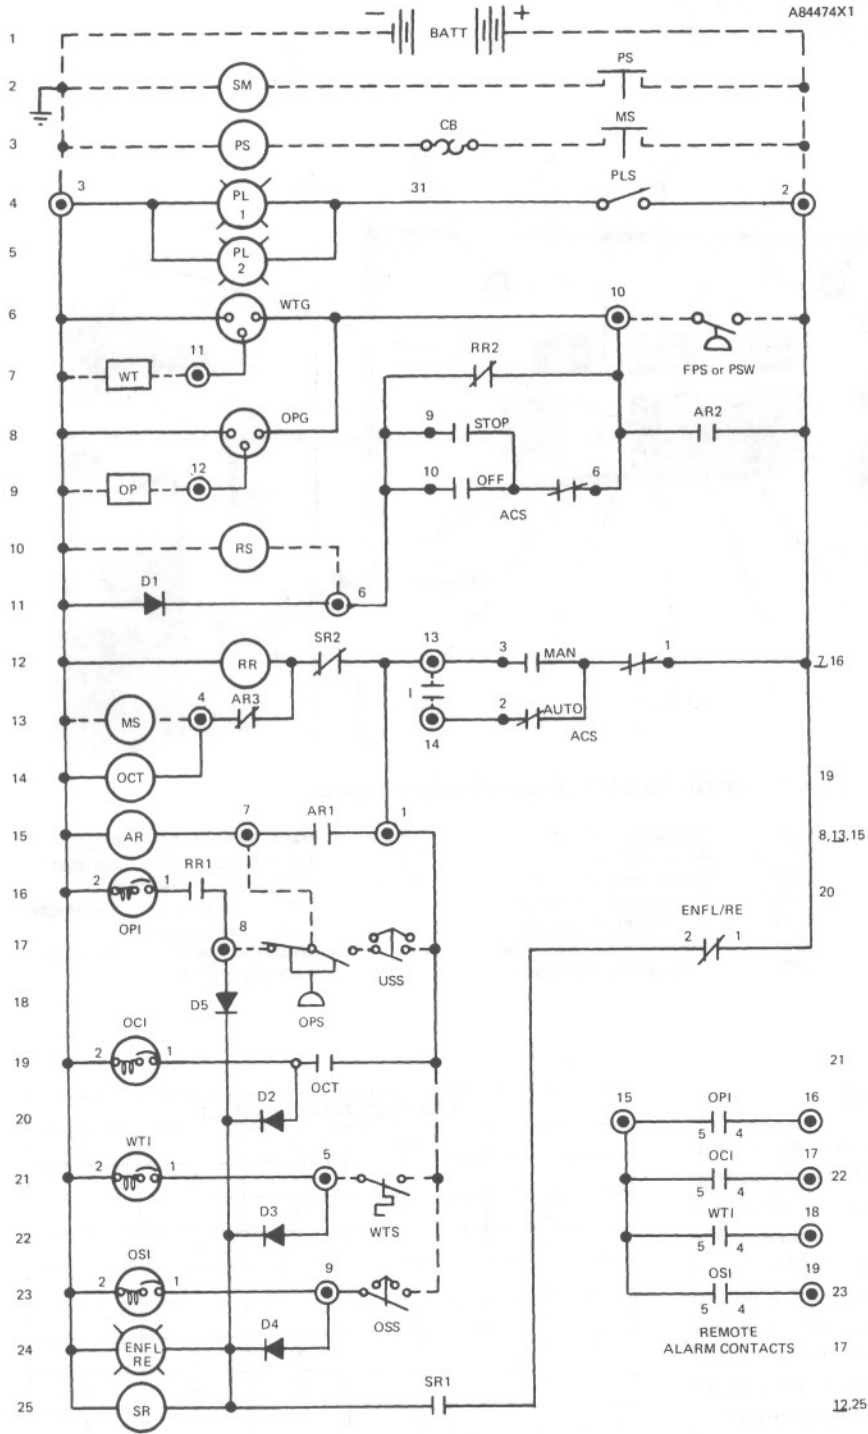 A84474X1
− BATT +
1
PS
2 SM
CB MS
3 PS
PLS
3 31 2
4 PL 1
5 PL 2
WTG 10
6
11 RR2 FPS or PSW
7 WT
OPG 9 STOP AR2
8
12 10 OFF 6
9 OP
ACS
10 RS
D1 6
11
SR2 13 3 MAN 1
12 RR 7,16
4 AR3 I 2 AUTO
13 MS
14 ACS
14 OCT 19
7 AR1 1
15 AR 8,13,15
RR1
16 2 1 20
OPI ENFL/RE
8 2 1
17 USS
18 D5 OPS
OCI
19 2 1 21
OCT
D2 15 OPI 16
20 5 4
WTI
5 OCI 17
21 2 1 5 4 22
WTS
D3 WTI 18
22 5 4
OSI
9 OSI 19
23 2 1 5 4 23
OSS
D4 REMOTE
24 ENFL RE ALARM CONTACTS 17
SR1
25 SR 12,25